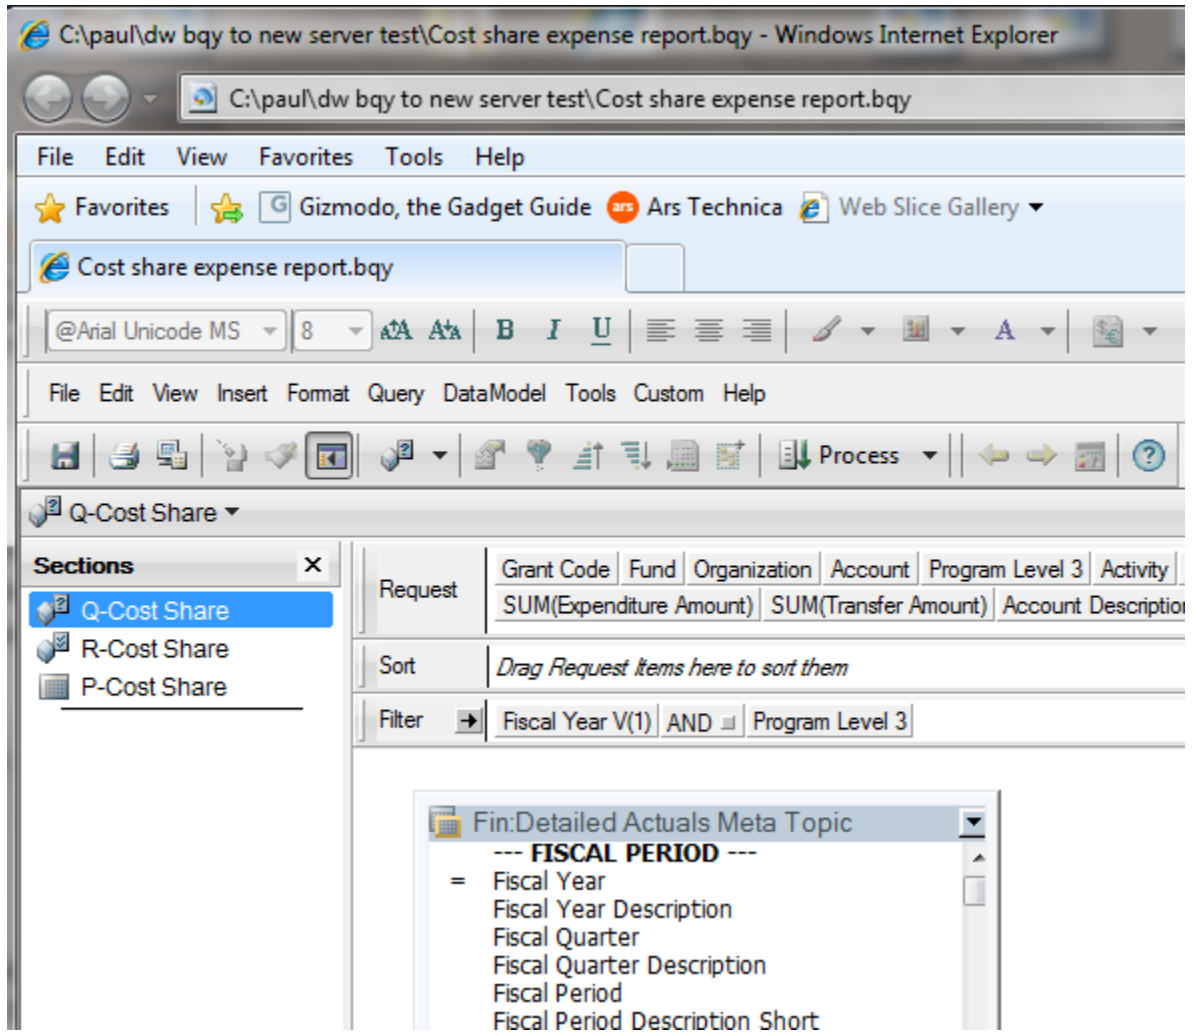 C:\paul\dw bqy to new server test\Cost share expense report.bqy - Windows Internet Explorer
C:\paul\dw bqy to new server test\Cost share expense report.bqy
File Edit View Favorites Tools Help
Favorites G Gizmodo, the Gadget Guide ars Ars Technica Web Slice Gallery
Cost share expense report.bqy
@Arial Unicode MS 8 B I U A
File Edit View Insert Format Query DataModel Tools Custom Help
Process
Q-Cost Share
Sections X
Q-Cost Share
R-Cost Share
P-Cost Share
Request
Grant Code Fund Organization Account Program Level 3 Activity
SUM(Expenditure Amount) SUM(Transfer Amount) Account Description
Sort Drag Request Items here to sort them
Filter Fiscal Year V(1) AND Program Level 3
Fin:Detailed Actuals Meta Topic
--- FISCAL PERIOD ---
= Fiscal Year
Fiscal Year Description
Fiscal Quarter
Fiscal Quarter Description
Fiscal Period
Fiscal Period Description Short